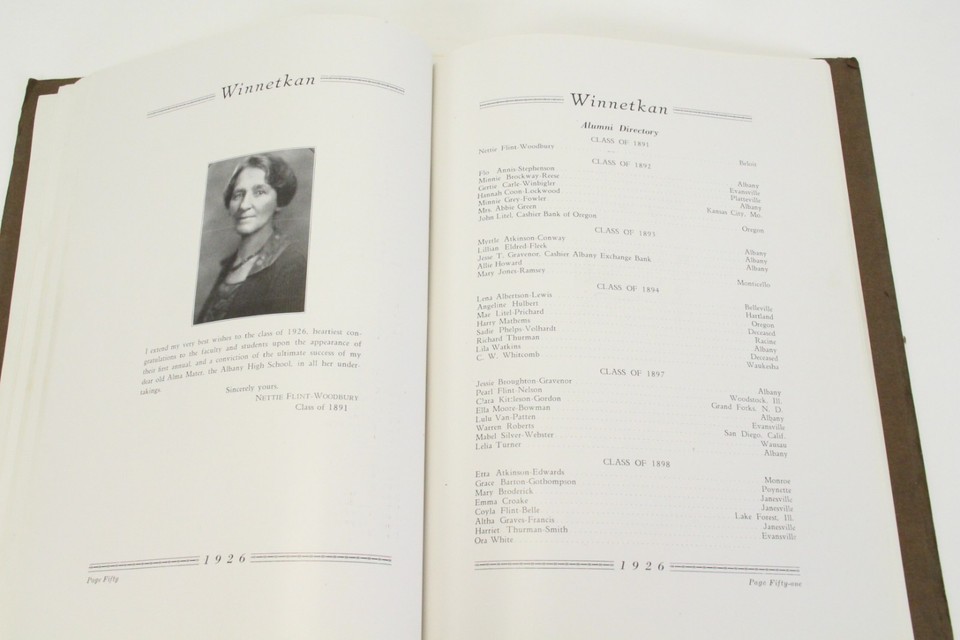 Winnetkan
I extend my very best wishes to the class of 1926, heartiest con-
gratulations to the faculty and students upon the appearance of
their first annual, and a conviction of the ultimate success of my
dear old Alma Mater, the Albany High School, in all her under-
takings.
Sincerely yours,
NETTIE FLINT-WOODBURY
Class of 1891
1926
Page Fifty
Winnetkan
Alumni Directory
CLASS OF 1891
Nettie Flint-Woodbury Beloit
CLASS OF 1892
Flo Annis-Stephenson Albany
Minnie Brockway-Reese Evansville
Gertie Carle-Winbigler Platteville
Hannah Coon-Lockwood Albany
Minnie Grey-Fowler Kansas City, Mo.
Mrs. Abbie Green
John Litel, Cashier Bank of Oregon Oregon
CLASS OF 1893
Myrtle Atkinson-Conway Albany
Lillian Eldred-Fleek Albany
Jesse T. Gravenor, Cashier Albany Exchange Bank Albany
Allie Howard
Mary Jones-Ramsey Monticello
CLASS OF 1894
Lena Albertson-Lewis Belleville
Angeline Hulbert Hartland
Mae Litel-Prichard Oregon
Harry Mathems Deceased
Sadie Phelps-Volhardt Racine
Richard Thurman Albany
Lila Watkins Deceased
C. W. Whitcomb Waukesha
CLASS OF 1897
Jessie Broughton-Gravenor Albany
Pearl Flint-Nelson Woodstock, Ill.
Clara Kittleson-Gordon Grand Forks, N. D.
Ella Moore-Bowman Albany
Lulu Van-Patten Evansville
Warren Roberts San Diego, Calif.
Mabel Silver-Webster Wausau
Lelia Turner Albany
CLASS OF 1898
Etta Atkinson-Edwards Monroe
Grace Barton-Gothompson Poynette
Mary Broderick Janesville
Emma Croake Janesville
Coyla Flint-Belle Lake Forest, Ill.
Altha Graves-Francis Janesville
Harriet Thurman-Smith Evansville
Ora White
1926
Page Fifty-one